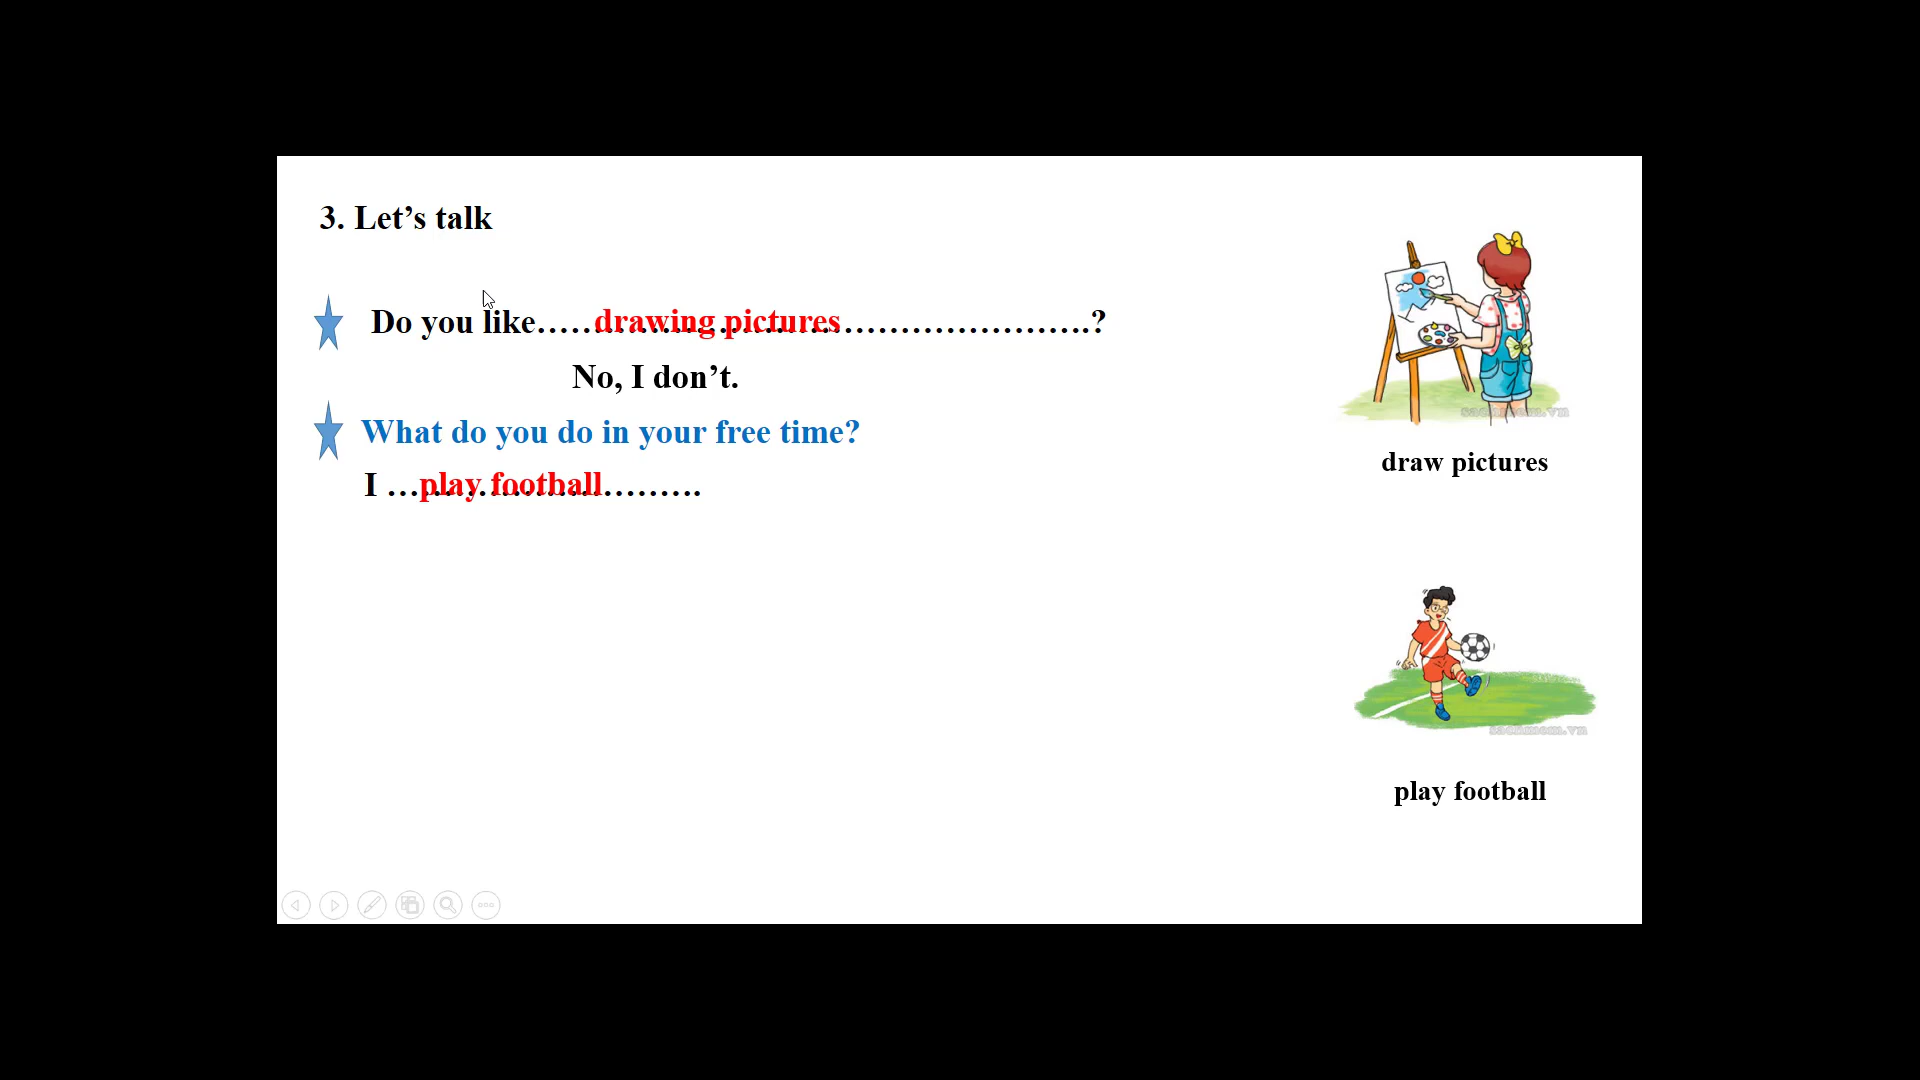 3. Let’s talk
Do you like……drawing pictures……………………….?
No, I don’t.
What do you do in your free time?
I …play football……….
draw pictures
play football